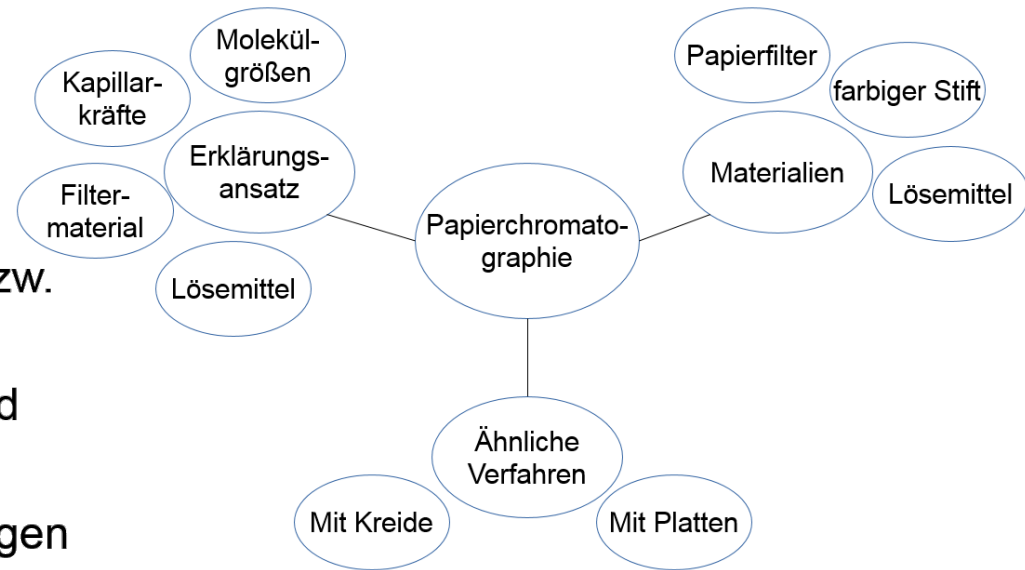 Molekül-
größen
Kapillar-
kräfte
Erklärungs-
ansatz
Filter-
material
Lösemittel
Papierchromato-
graphie
Papierfilter
farbiger Stift
Materialien
Lösemittel
Ähnliche
Verfahren
Mit Kreide
Mit Platten
zw.
d
gen